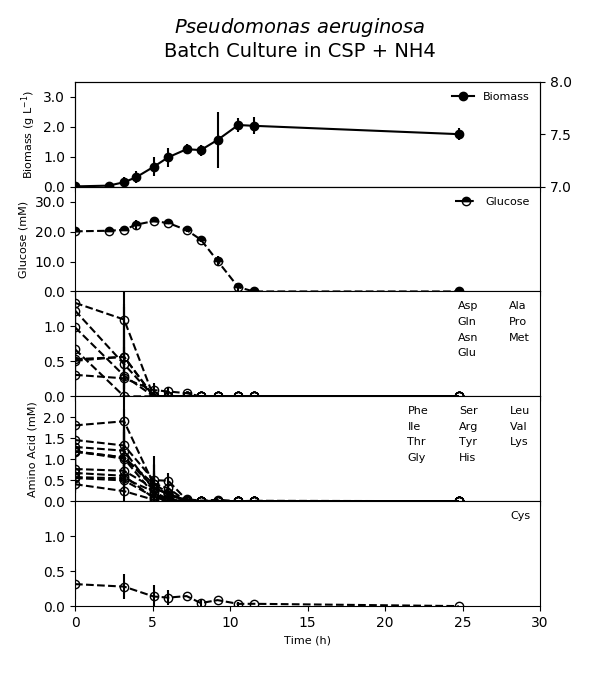 Pseudomonas aeruginosa
Batch Culture in CSP + NH4
3.0
2.0
1.0
0.0
Biomass (g L⁻¹)
Biomass
8.0
7.5
7.0
30.0
20.0
10.0
0.0
Glucose (mM)
Glucose
1.0
0.5
0.0
Asp Ala
Gln Pro
Asn Met
Glu
2.0
1.5
1.0
0.5
0.0
Amino Acid (mM)
Phe Ser Leu
Ile Arg Val
Thr Tyr Lys
Gly His
1.0
0.5
0.0
Cys
0 5 10 15 20 25 30
Time (h)